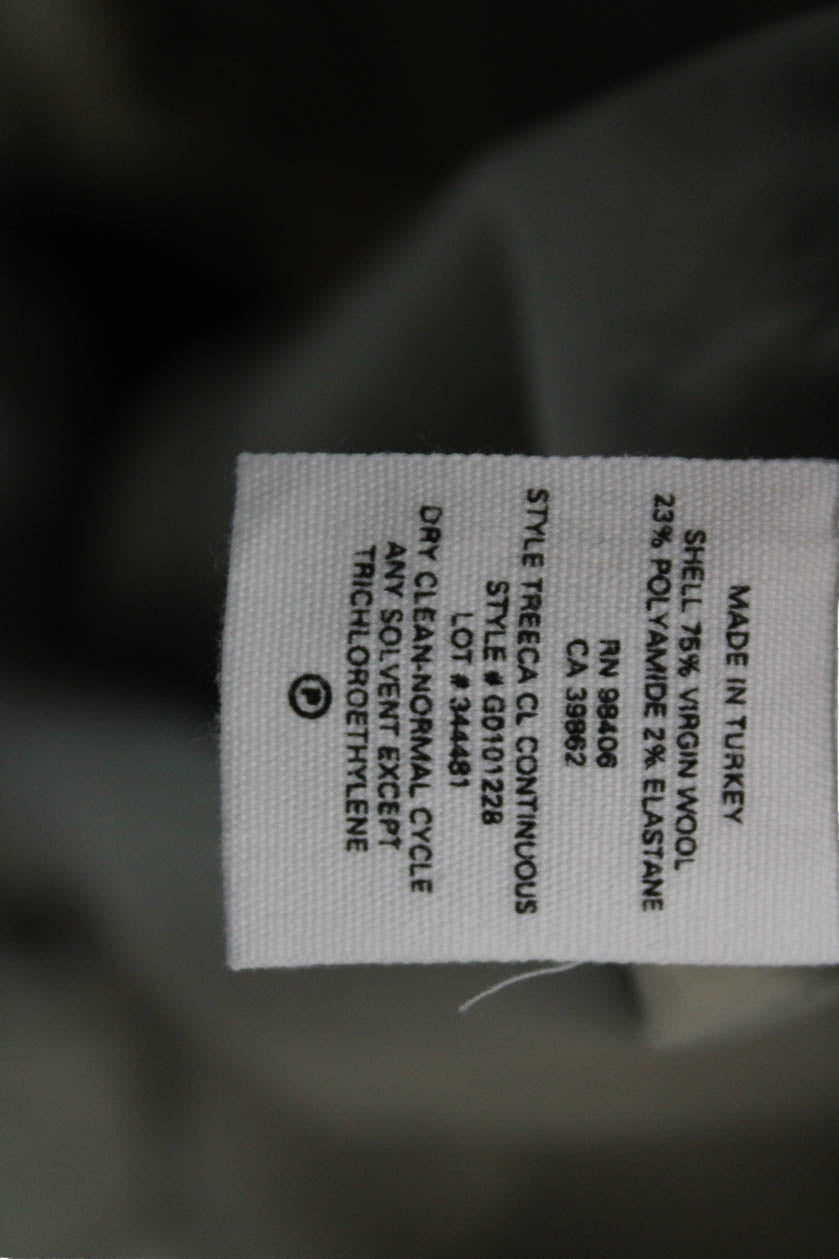 MADE IN TURKEY
SHELL 75% VIRGIN WOOL
23% POLYAMIDE 2% ELASTANE
RN 98406
CA 39862
STYLE TREECA CL CONTINUOUS
STYLE # G0101228
LOT # 344481
DRY CLEAN-NORMAL CYCLE
ANY SOLVENT EXCEPT
TRICHLOROETHYLENE
P